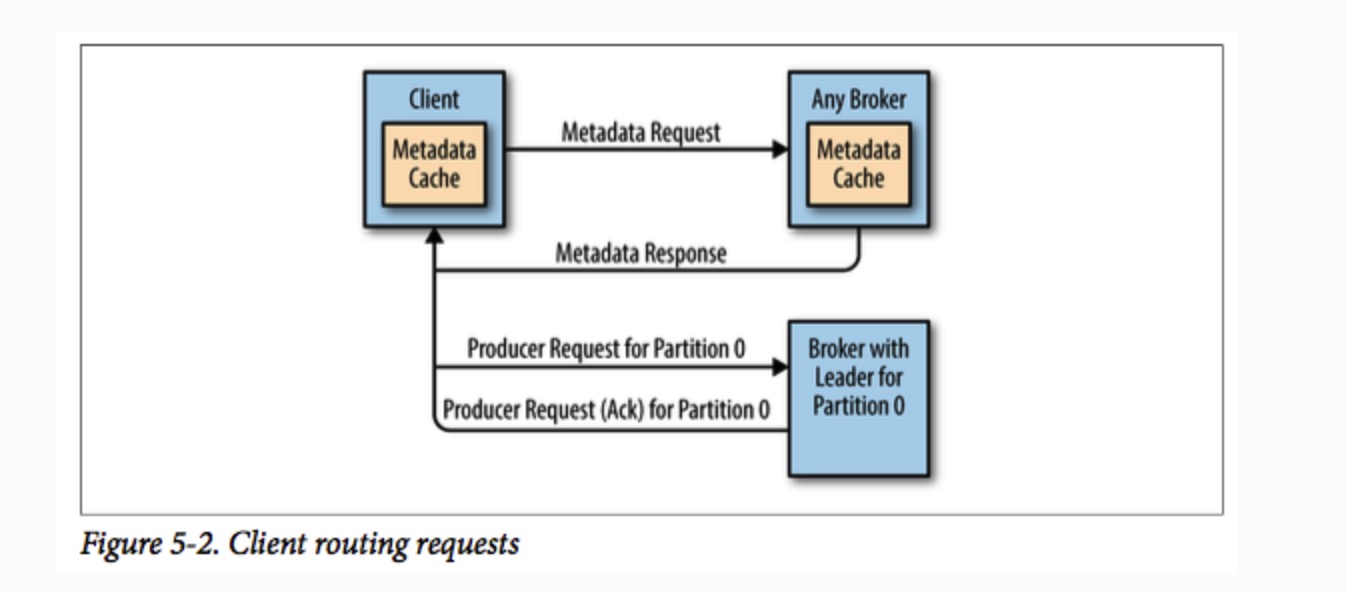 Client
Metadata
Cache
Metadata Request
Any Broker
Metadata
Cache
Metadata Response
Producer Request for Partition 0
Producer Request (Ack) for Partition 0
Broker with
Leader for
Partition 0
Figure 5-2. Client routing requests